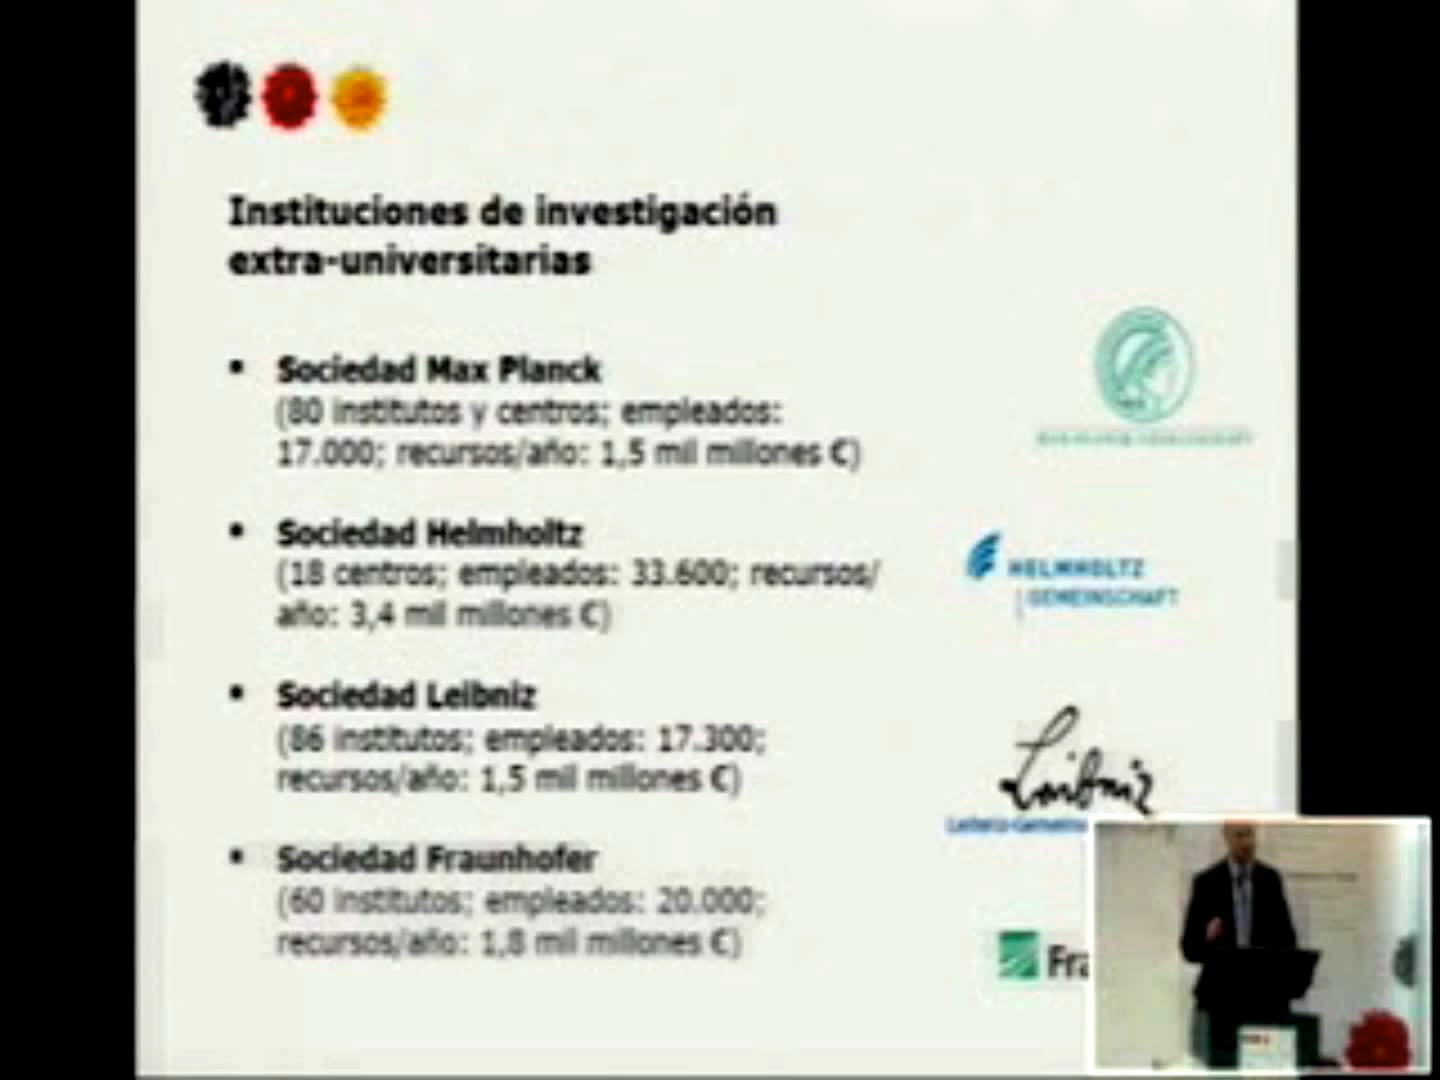 Instituciones de investigación
extra-universitarias
▪ Sociedad Max Planck
(80 institutos y centros; empleados:
17.000; recursos/año: 1,5 mil millones €)
▪ Sociedad Helmholtz
(18 centros; empleados: 33.600; recursos/
año: 3,4 mil millones €)
HELMHOLTZ
| GEMEINSCHAFT
▪ Sociedad Leibniz
(86 institutos; empleados: 17.300;
recursos/año: 1,5 mil millones €)
Leibniz
▪ Sociedad Fraunhofer
(60 institutos; empleados: 20.000;
recursos/año: 1,8 mil millones €)
Fra